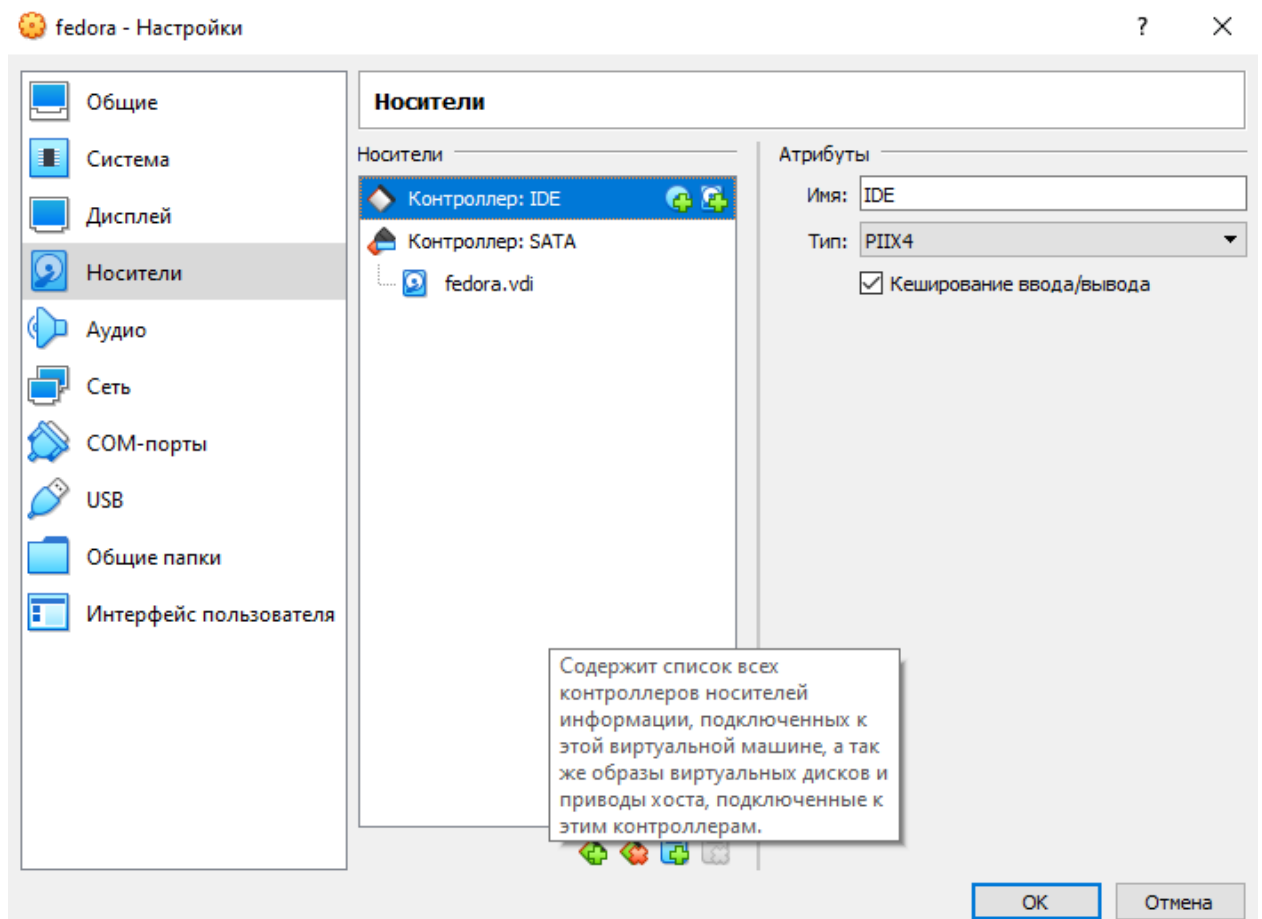 fedora - Настройки
?
Общие
Система
Дисплей
Носители
Аудио
Сеть
COM-порты
USB
Общие папки
Интерфейс пользователя
Носители
Носители
Контроллер: IDE
Контроллер: SATA
fedora.vdi
Атрибуты
Имя: IDE
Тип: PIIX4
Кеширование ввода/вывода
Содержит список всех
контроллеров носителей
информации, подключенных к
этой виртуальной машине, а так
же образы виртуальных дисков и
приводы хоста, подключенные к
этим контроллерам.
OK
Отмена